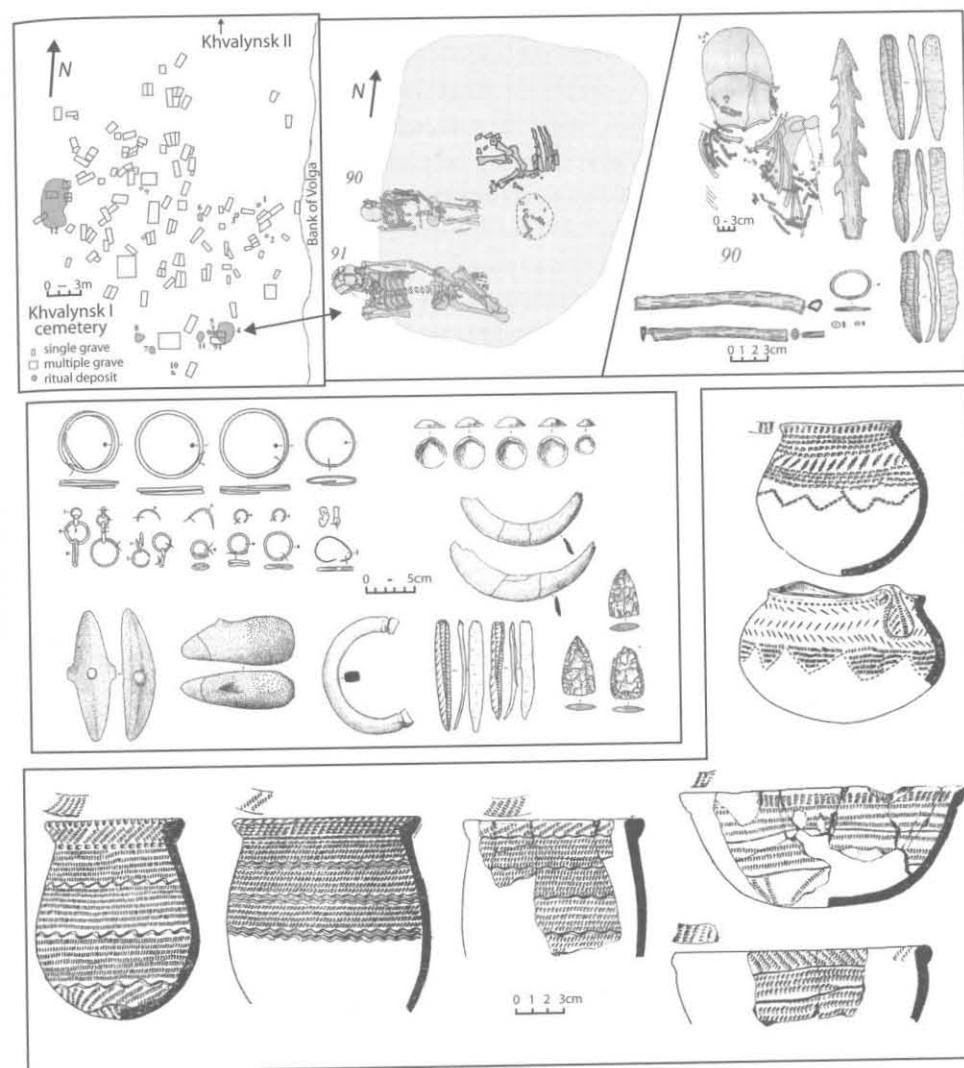 Khvalynsk II
N
Bank of Volga
0 – 3m
Khvalynsk I
cemetery
single grave
multiple grave
ritual deposit
10
N
90
91
0 - 3cm
90
0 1 2 3cm
0 - 5cm
0 1 2 3cm